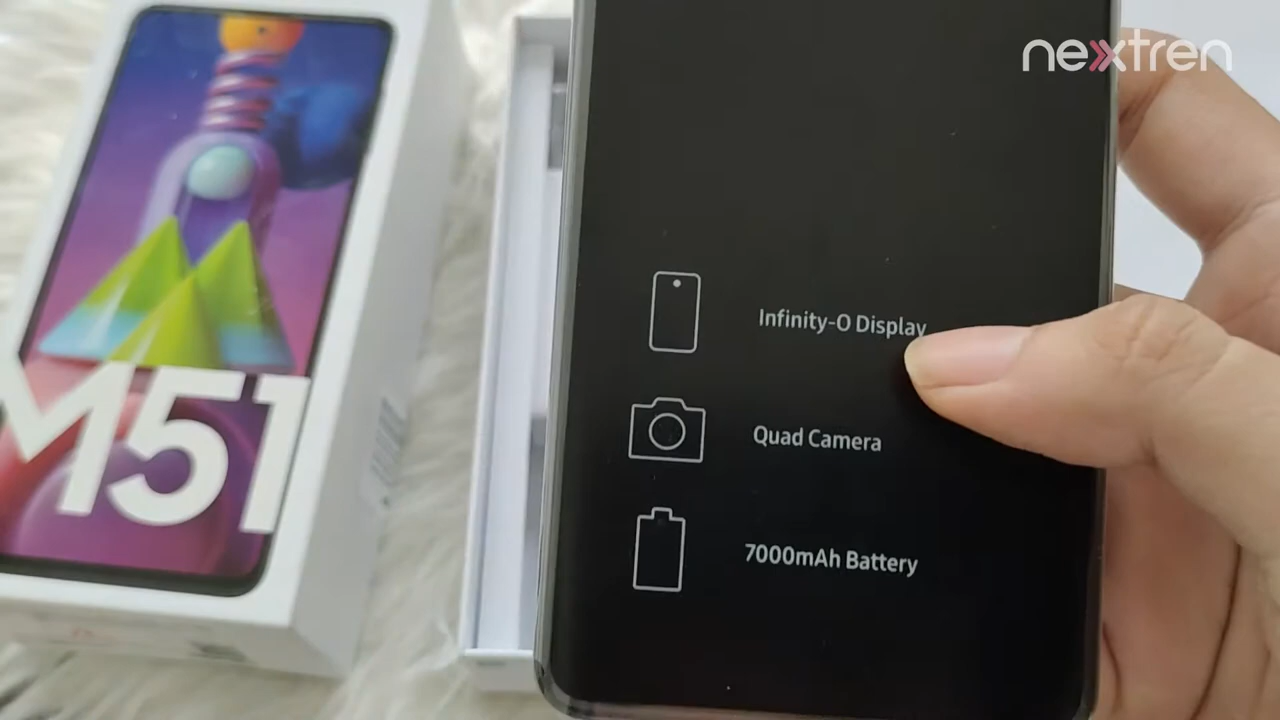 nextren
M51
Infinity-O Display
Quad Camera
7000mAh Battery